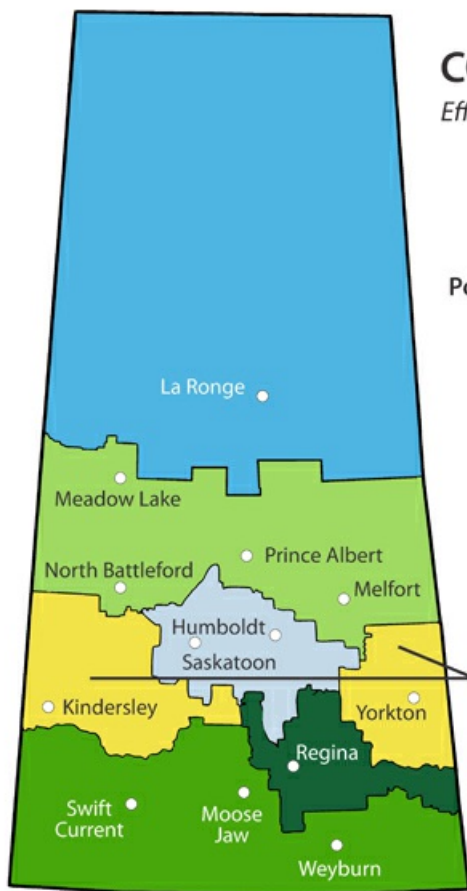 C
Eff
Po
La Ronge
Meadow Lake
Prince Albert
North Battleford
Melfort
Humboldt
Saskatoon
Kindersley
Yorkton
Regina
Swift
Current
Moose
Jaw
Weyburn